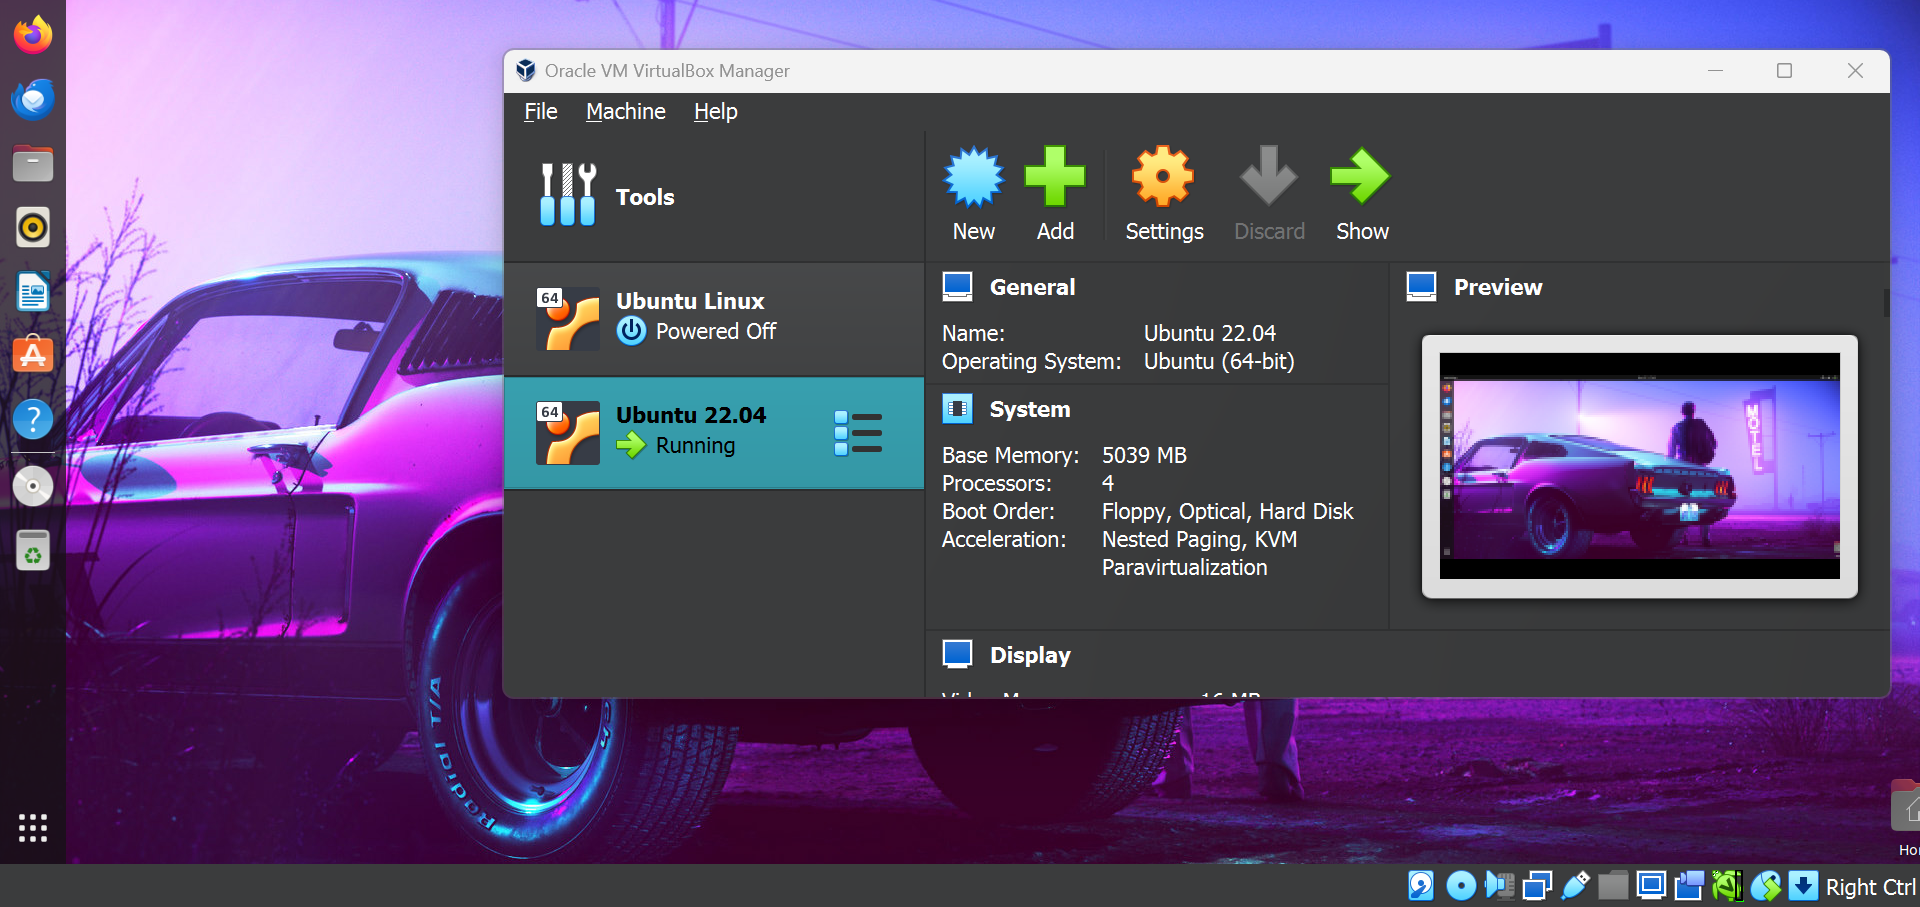 Oracle VM VirtualBox Manager
File Machine Help
Tools
New Add Settings Discard Show
64
Ubuntu Linux
Powered Off
64
Ubuntu 22.04
Running
General
Name: Ubuntu 22.04
Operating System: Ubuntu (64-bit)
System
Base Memory: 5039 MB
Processors: 4
Boot Order: Floppy, Optical, Hard Disk
Acceleration: Nested Paging, KVM
Paravirtualization
Preview
MOTEL
Display
Radial T/A
Right Ctrl